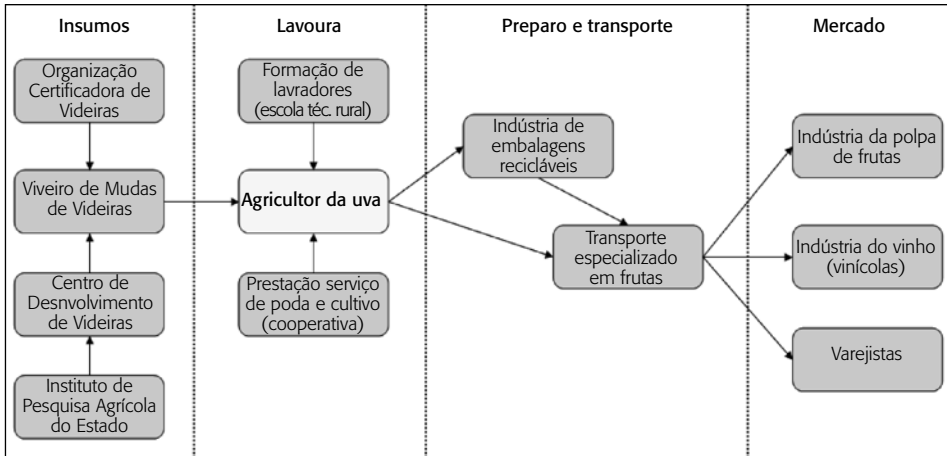 Insumos
Organização
Certificadora de
Videiras
Viveiro de Mudas
de Videiras
Centro de
Desnvolvimento
de Videiras
Instituto de
Pesquisa Agrícola
do Estado
Lavoura
Formação de
lavradores
(escola téc. rural)
Agricultor da uva
Prestação serviço
de poda e cultivo
(cooperativa)
Preparo e transporte
Indústria de
embalagens
recicláveis
Transporte
especializado
em frutas
Mercado
Indústria da polpa
de frutas
Indústria do vinho
(vinícolas)
Varejistas